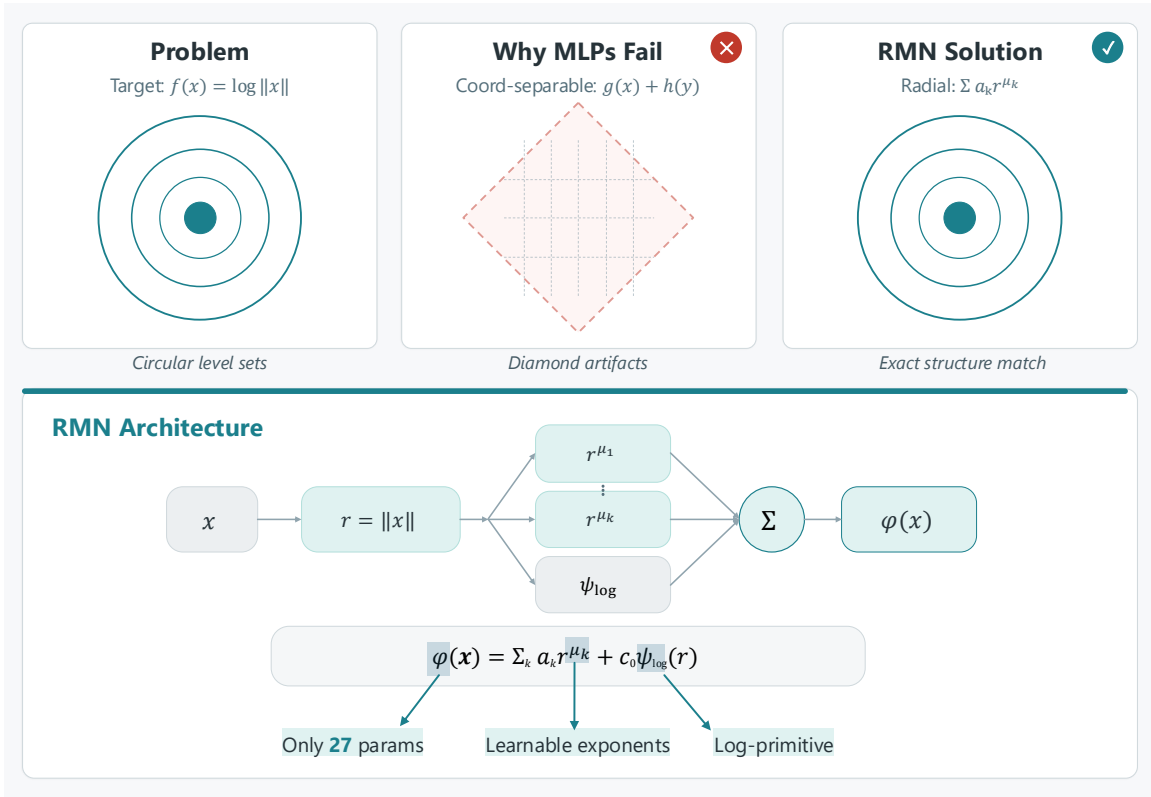 Problem
Target: f(x) = log ‖x‖
Circular level sets
Why MLPs Fail
Coord-separable: g(x) + h(y)
Diamond artifacts
RMN Solution
Radial: Σ aₖr^{μₖ}
Exact structure match
RMN Architecture
x
r = ‖x‖
r^{μ₁}
⋮
r^{μₖ}
ψ_log
Σ
φ(x)
φ(x) = Σₖ aₖr^{μₖ} + c₀ψ_log(r)
Only 27 params
Learnable exponents
Log-primitive